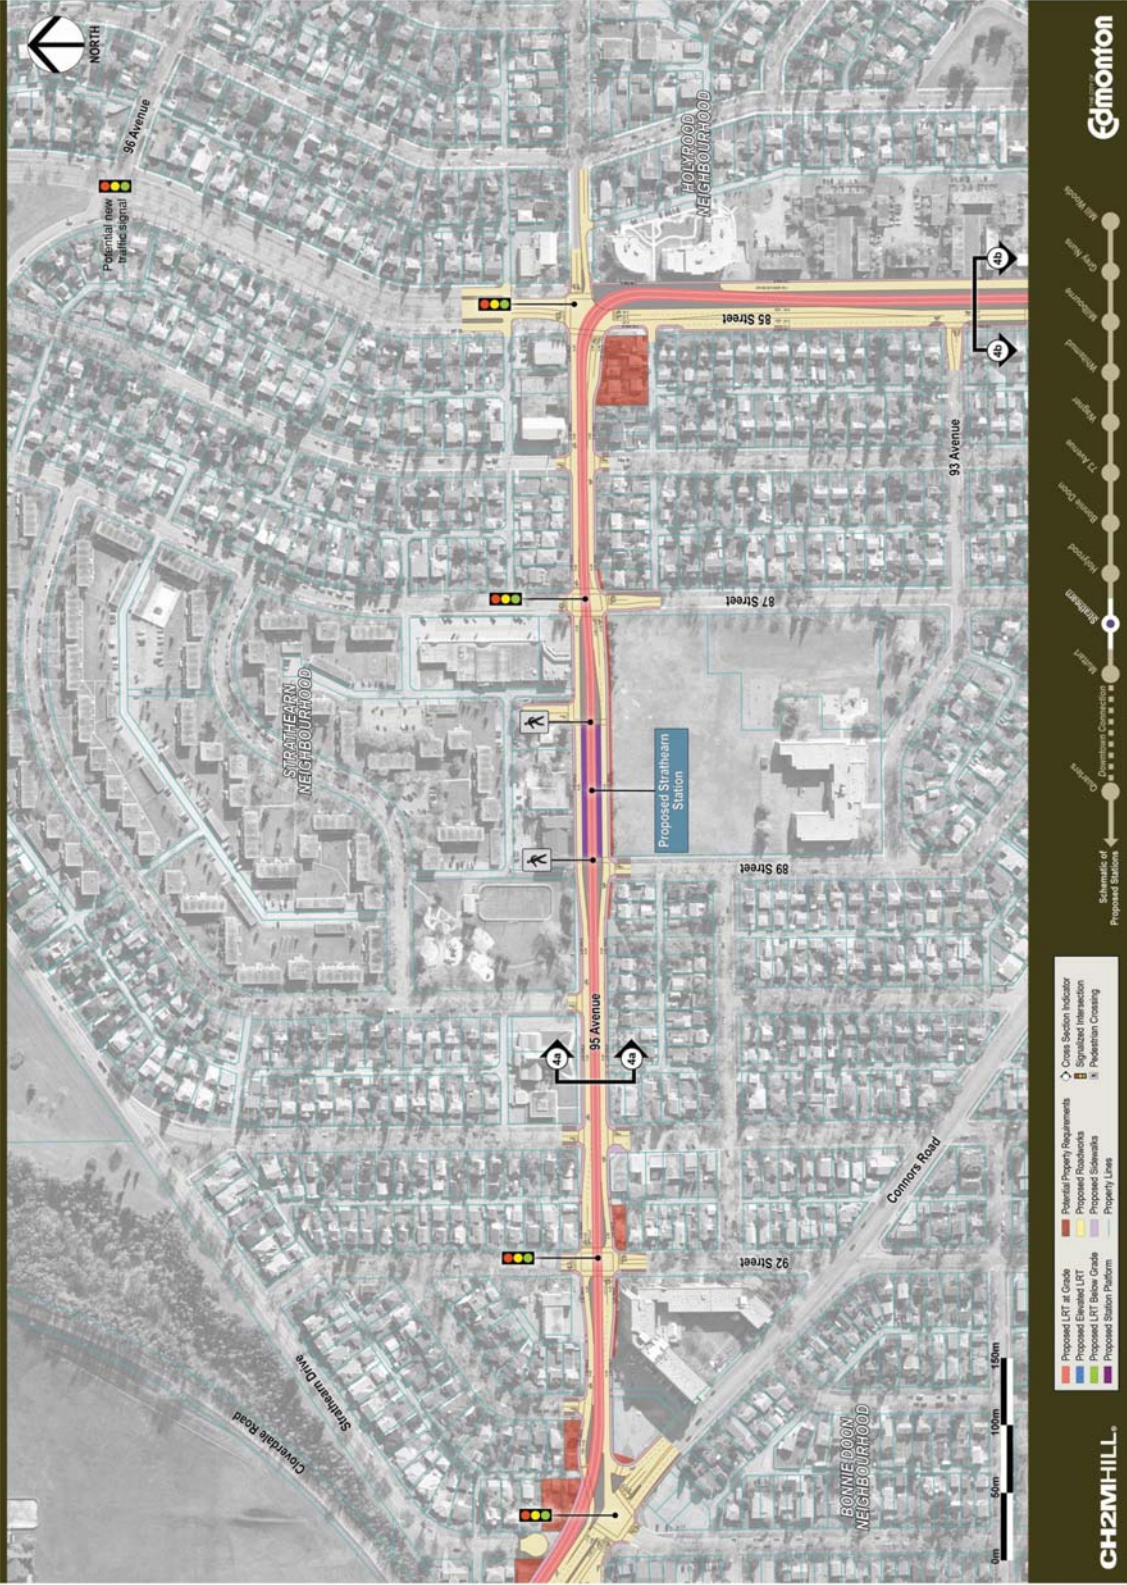 NORTH
96 Avenue
Potential new
traffic signal
HOLYROOD
NEIGHBOURHOOD
STRATHEARN
NEIGHBOURHOOD
85 Street
4b
4b
93 Avenue
87 Street
Proposed Strathearn
Station
89 Street
95 Avenue
4a
4a
Connors Road
92 Street
Strathearn Drive
Cloverdale Road
BONNIE DOON
NEIGHBOURHOOD
0m 50m 100m 150m
CH2MHILL®
Proposed LRT at Grade
Proposed Elevated LRT
Proposed LRT Below Grade
Proposed Station Platform
Potential Property Requirements
Proposed Roadworks
Proposed Sidewalks
Property Lines
Cross Section Indicator
Signalized Intersection
Pedestrian Crossing
Schematic of
Proposed Stations
Quarters
Downtown Connection
Muttart
Strathearn
Holyrood
Bonnie Doon
73 Avenue
Wagner
Whitemud
Millbourne
Grey Nuns
Mill Woods
THE CITY OF
Edmonton